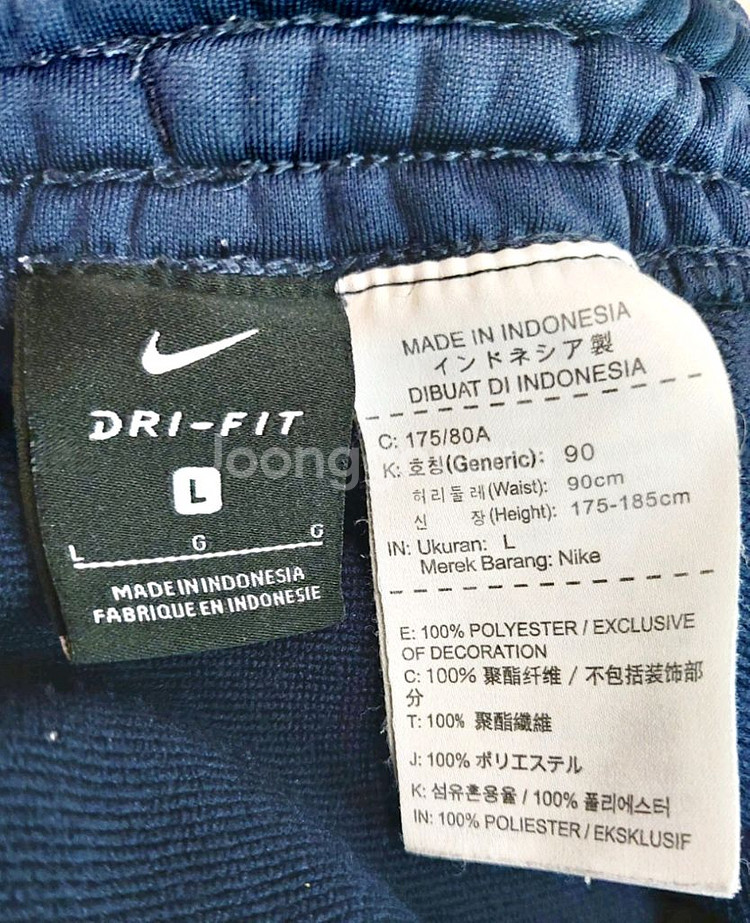 DRI-FIT
L
L G G
MADE IN INDONESIA
FABRIQUE EN INDONESIE
MADE IN INDONESIA
インドネシア製
DIBUAT DI INDONESIA
C: 175/80A
K: 호칭(Generic): 90
허리둘레(Waist): 90cm
신 장(Height): 175-185cm
IN: Ukuran: L
Merek Barang: Nike
E: 100% POLYESTER / EXCLUSIVE
OF DECORATION
C: 100% 聚酯纤维 / 不包括装饰部
分
T: 100% 聚酯纖維
J: 100% ポリエステル
K: 섬유혼용율 / 100% 폴리에스터
IN: 100% POLIESTER / EKSKLUSIF